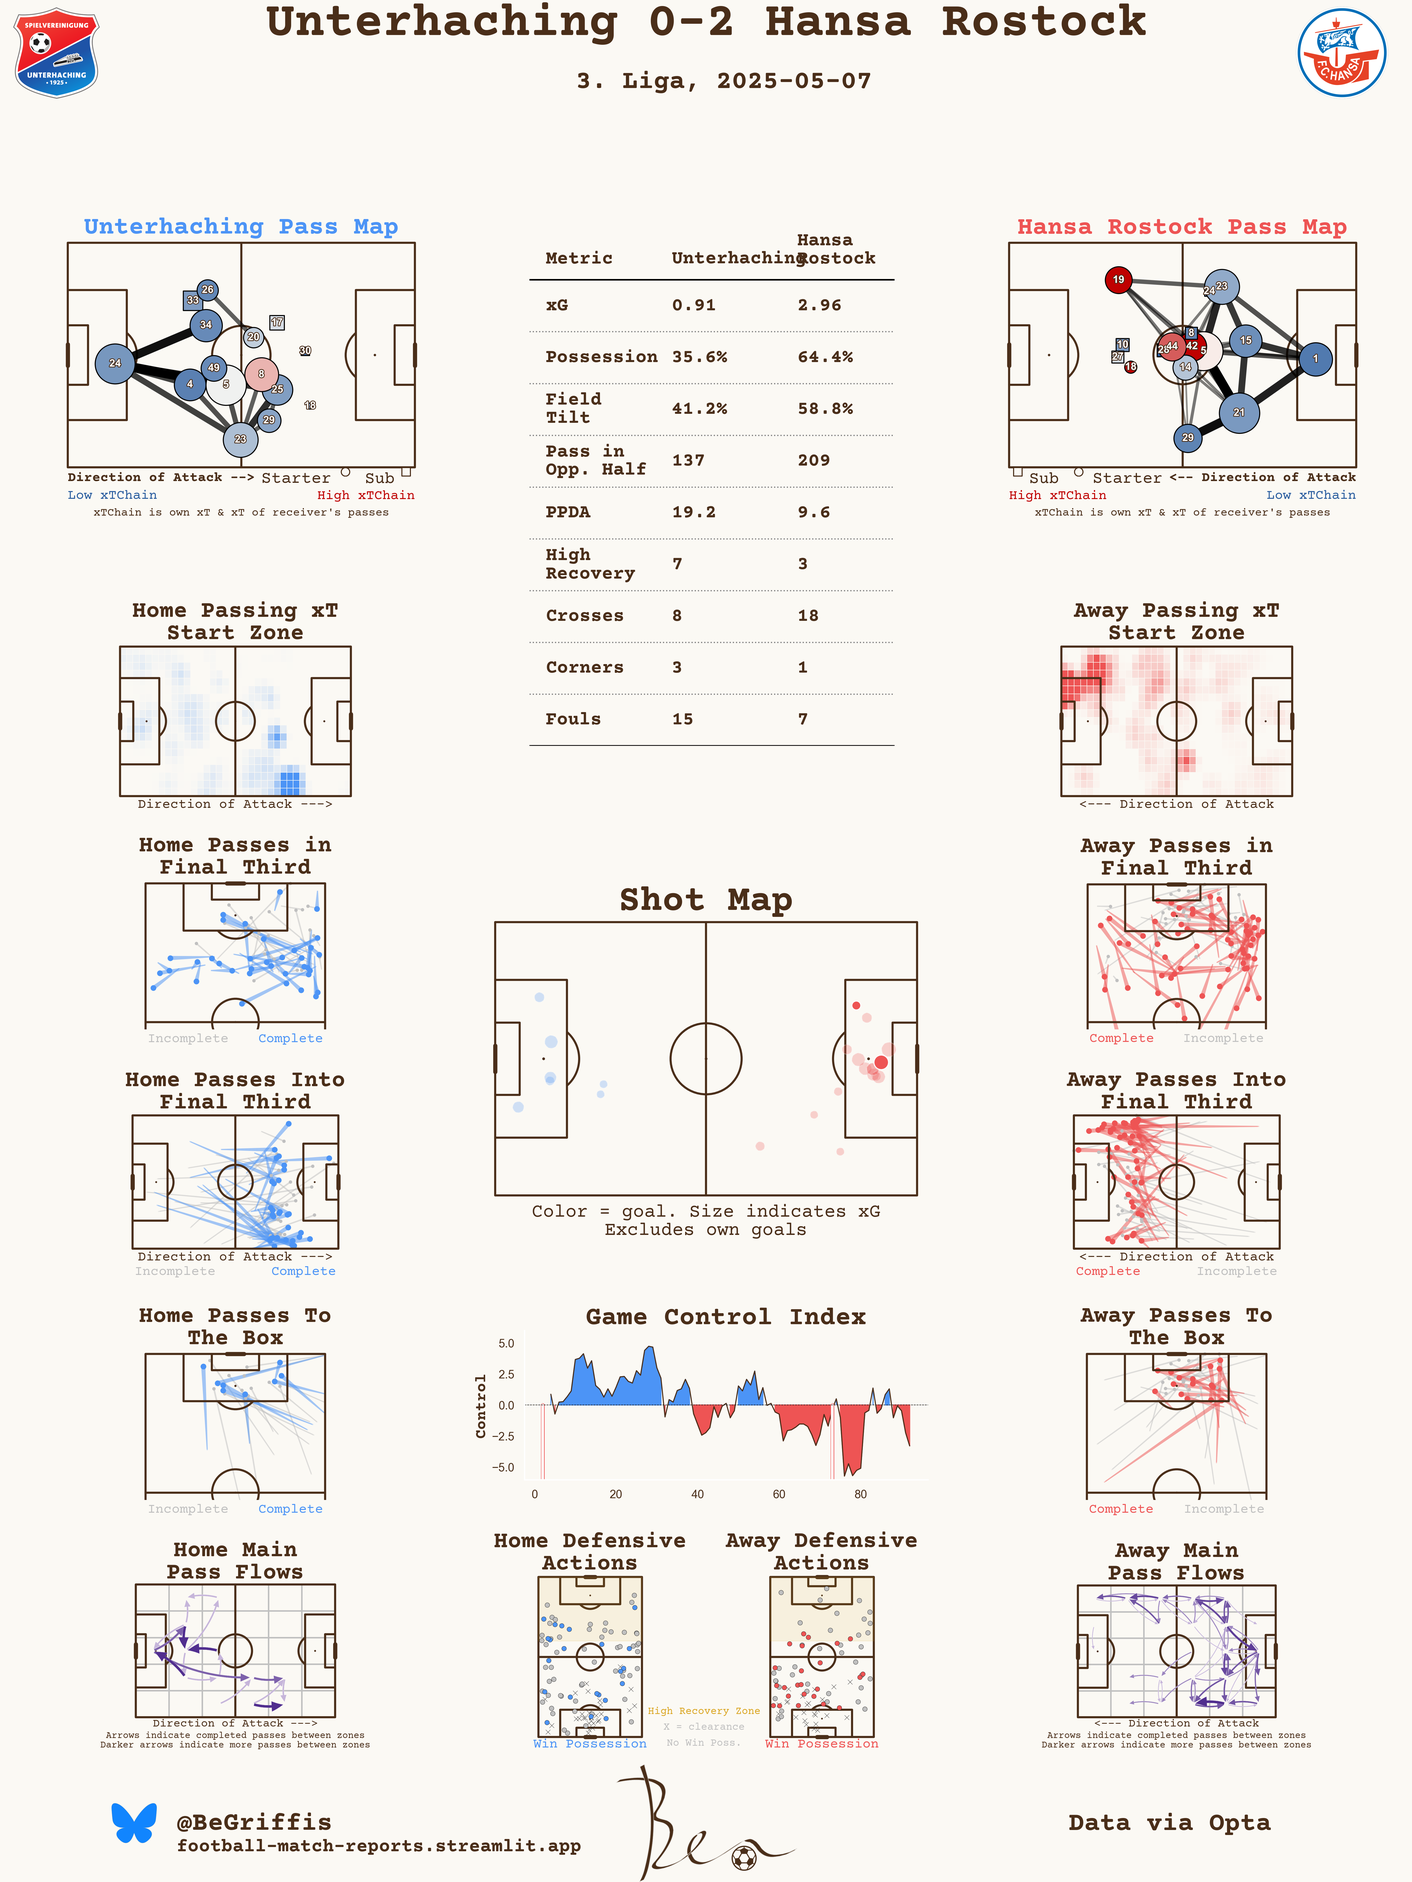 Unterhaching 0-2 Hansa Rostock
3. Liga, 2025-05-07
SPIELVEREINIGUNG
UNTERHACHING
• 1925 •
F.C. HANSA
Unterhaching Pass Map
26
33
34
17
20
30
24
49
8
4
5
25
18
29
23
Direction of Attack --> Starter Sub
Low xTChain High xTChain
xTChain is own xT & xT of receiver's passes
Metric Unterhaching Hansa Rostock
xG 0.91 2.96
Possession 35.6% 64.4%
Field Tilt 41.2% 58.8%
Pass in Opp. Half 137 209
PPDA 19.2 9.6
High Recovery 7 3
Crosses 8 18
Corners 3 1
Fouls 15 7
Hansa Rostock Pass Map
19
24 23
8
10
27
44 42 5
15
1
18
14
21
29
Sub Starter <-- Direction of Attack
High xTChain Low xTChain
xTChain is own xT & xT of receiver's passes
Home Passing xT
Start Zone
Direction of Attack --->
Away Passing xT
Start Zone
<--- Direction of Attack
Home Passes in
Final Third
Incomplete Complete
Away Passes in
Final Third
Complete Incomplete
Shot Map
Color = goal. Size indicates xG
Excludes own goals
Home Passes Into
Final Third
Direction of Attack --->
Incomplete Complete
Away Passes Into
Final Third
<--- Direction of Attack
Complete Incomplete
Home Passes To
The Box
Incomplete Complete
Game Control Index
Control
5.0
2.5
0.0
−2.5
−5.0
0 20 40 60 80
Away Passes To
The Box
Complete Incomplete
Home Main
Pass Flows
Direction of Attack --->
Arrows indicate completed passes between zones
Darker arrows indicate more passes between zones
Home Defensive
Actions
Win Possession
High Recovery Zone
X = clearance
No Win Poss.
Away Defensive
Actions
Win Possession
Away Main
Pass Flows
<--- Direction of Attack
Arrows indicate completed passes between zones
Darker arrows indicate more passes between zones
@BeGriffis
football-match-reports.streamlit.app
Ben
Data via Opta